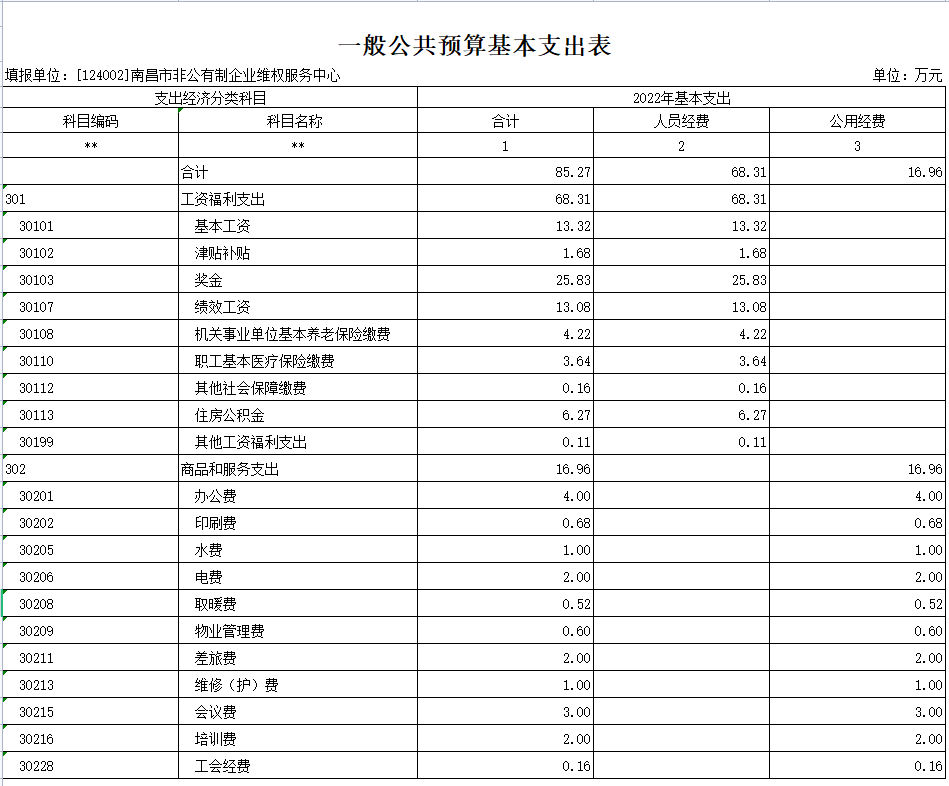 一般公共预算基本支出表
填报单位：[124002]南昌市非公有制企业维权服务中心 单位：万元
支出经济分类科目 2022年基本支出
科目编码 科目名称 合计 人员经费 公用经费
** ** 1 2 3
合计 85.27 68.31 16.96
301 工资福利支出 68.31 68.31
30101 基本工资 13.32 13.32
30102 津贴补贴 1.68 1.68
30103 奖金 25.83 25.83
30107 绩效工资 13.08 13.08
30108 机关事业单位基本养老保险缴费 4.22 4.22
30110 职工基本医疗保险缴费 3.64 3.64
30112 其他社会保障缴费 0.16 0.16
30113 住房公积金 6.27 6.27
30199 其他工资福利支出 0.11 0.11
302 商品和服务支出 16.96 16.96
30201 办公费 4.00 4.00
30202 印刷费 0.68 0.68
30205 水费 1.00 1.00
30206 电费 2.00 2.00
30208 取暖费 0.52 0.52
30209 物业管理费 0.60 0.60
30211 差旅费 2.00 2.00
30213 维修（护）费 1.00 1.00
30215 会议费 3.00 3.00
30216 培训费 2.00 2.00
30228 工会经费 0.16 0.16